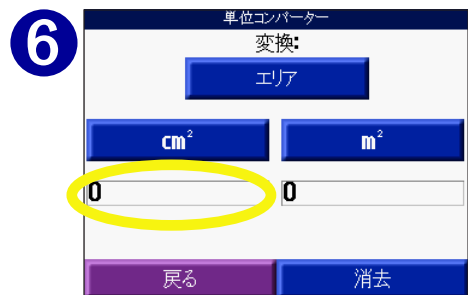 6
単位コンバーター
変換:
エリア
cm² m²
0 0
戻る 消去